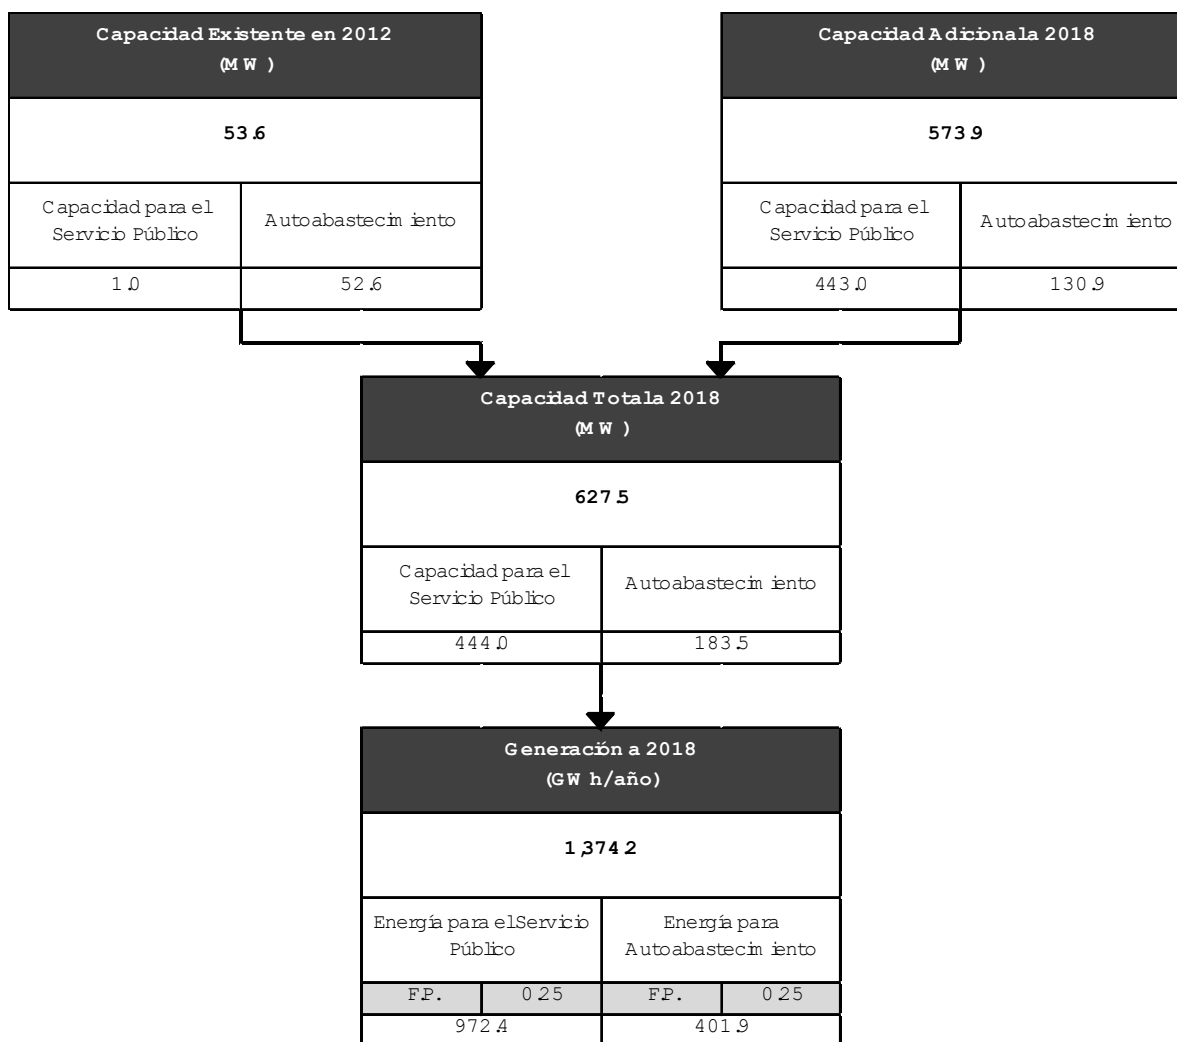 Capacidad Existente en 2012
(MW)
53.6
Capacidad para el
Servicio Público
Autoabastecimiento
1.0
52.6
Capacidad Adicional a 2018
(MW)
573.9
Capacidad para el
Servicio Público
Autoabastecimiento
443.0
130.9
Capacidad Total a 2018
(MW)
627.5
Capacidad para el
Servicio Público
Autoabastecimiento
444.0
183.5
Generación a 2018
(GWh/año)
1,374.2
Energía para el Servicio
Público
Energía para
Autoabastecimiento
F.P.
0.25
F.P.
0.25
972.4
401.9